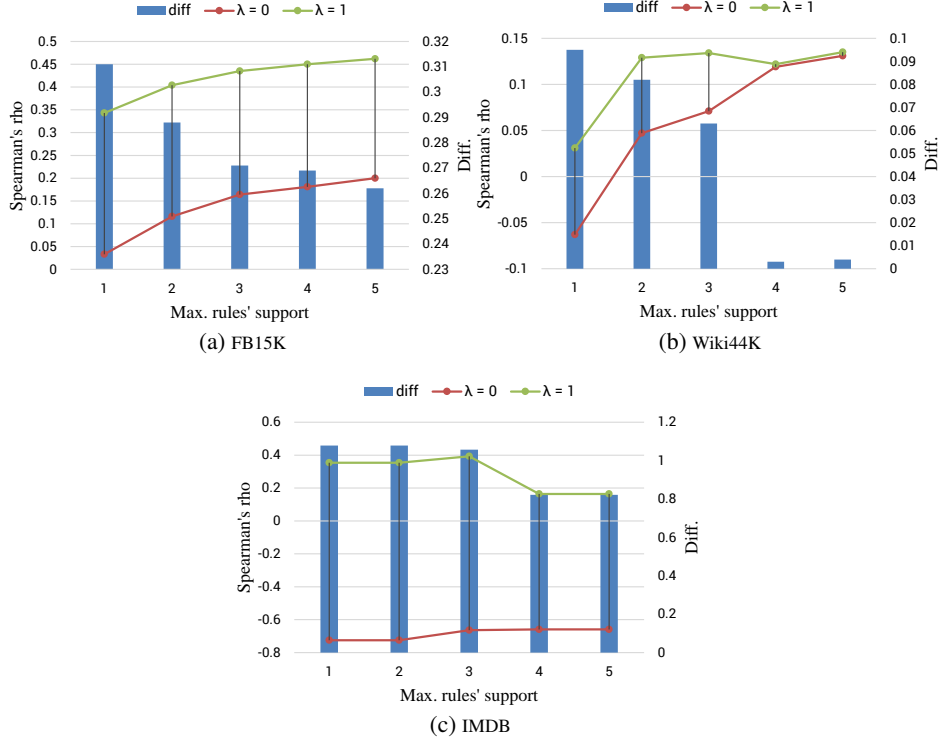 diff λ = 0 λ = 1
0.5 0.45 0.4 0.35 0.3 0.25 0.2 0.15 0.1 0.05 0
Spearman's rho
0.32 0.31 0.3 0.29 0.28 0.27 0.26 0.25 0.24 0.23
Diff.
1 2 3 4 5
Max. rules' support
(a) FB15K
diff λ = 0 λ = 1
0.15 0.1 0.05 0 -0.05 -0.1
Spearman's rho
0.1 0.09 0.08 0.07 0.06 0.05 0.04 0.03 0.02 0.01 0
Diff.
1 2 3 4 5
Max. rules' support
(b) Wiki44K
diff λ = 0 λ = 1
0.6 0.4 0.2 0 -0.2 -0.4 -0.6 -0.8
Spearman's rho
1.2 1 0.8 0.6 0.4 0.2 0
Diff.
1 2 3 4 5
Max. rules' support
(c) IMDB